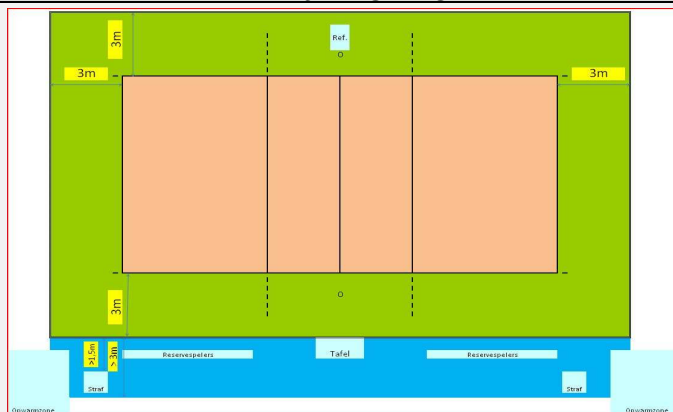 3m
Ref.
3m
3m
3m
>1,5m
> 3m
Reservespelers
Tafel
Reservespelers
Straf
Straf
Opwarmzone
Opwarmzone